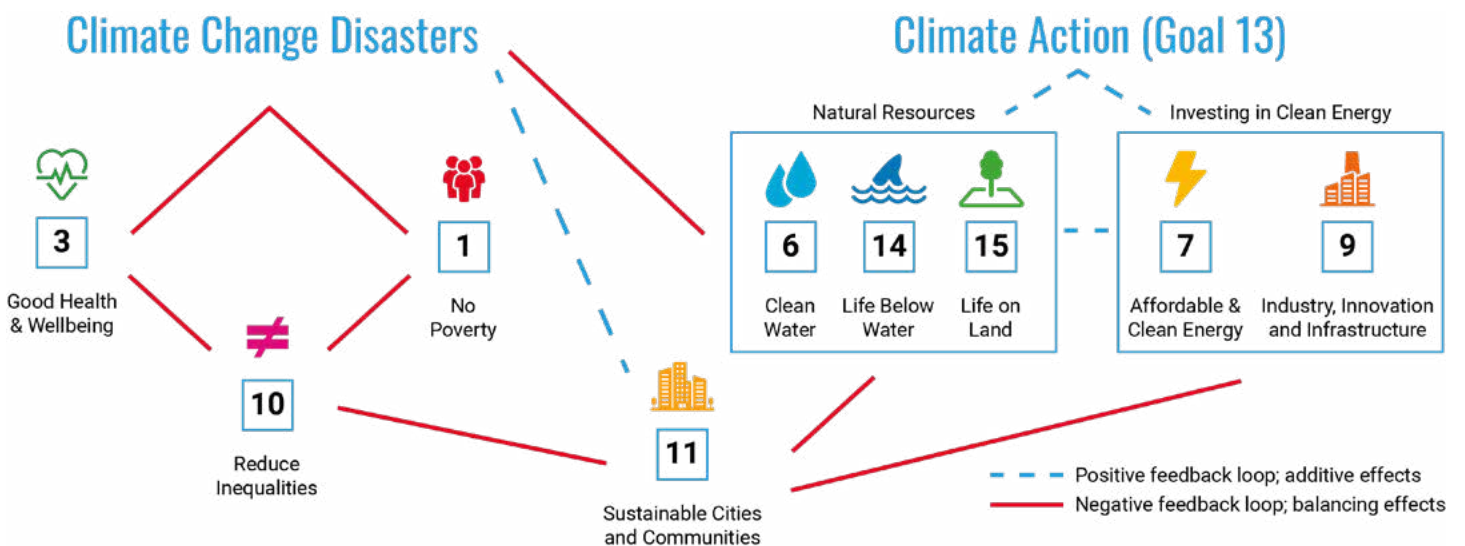 Climate Change Disasters
Climate Action (Goal 13)
Natural Resources
Investing in Clean Energy
3
Good Health
& Wellbeing
1
No
Poverty
10
Reduce
Inequalities
11
Sustainable Cities
and Communities
6
Clean
Water
14
Life Below
Water
15
Life on
Land
7
Affordable &
Clean Energy
9
Industry, Innovation
and Infrastructure
Positive feedback loop; additive effects
Negative feedback loop; balancing effects